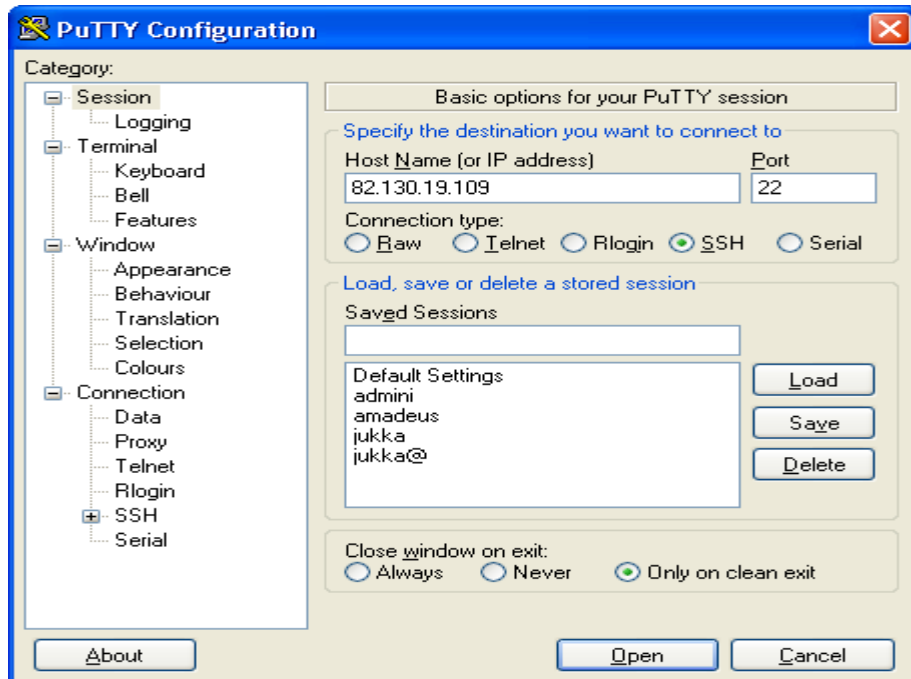 PuTTY Configuration
Category:
Session
Logging
Terminal
Keyboard
Bell
Features
Window
Appearance
Behaviour
Translation
Selection
Colours
Connection
Data
Proxy
Telnet
Rlogin
SSH
Serial
Basic options for your PuTTY session
Specify the destination you want to connect to
Host Name (or IP address) Port
82.130.19.109 22
Connection type:
Raw Telnet Rlogin SSH Serial
Load, save or delete a stored session
Saved Sessions
Default Settings
admini
amadeus
jukka
jukka@
Load
Save
Delete
Close window on exit:
Always Never Only on clean exit
About Open Cancel